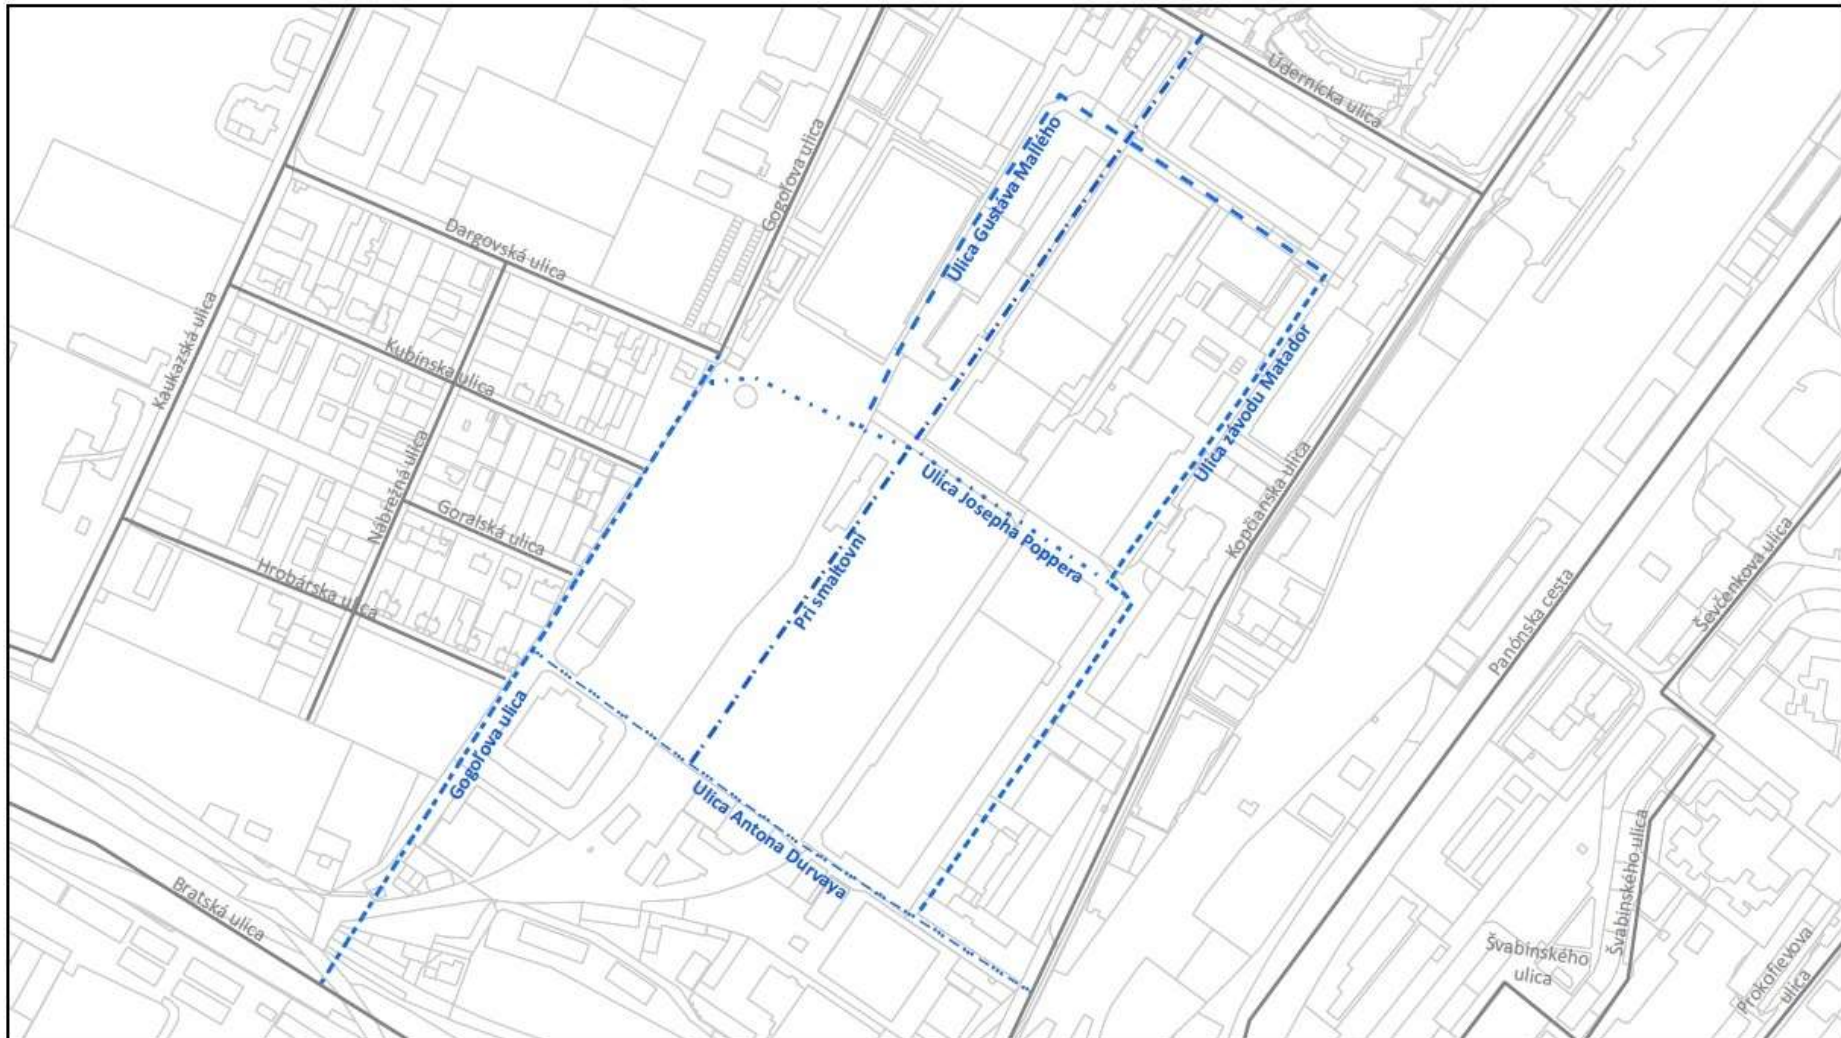 Údernícka ulica
Gogoľova ulica
Ulica Gustáva Mallého
Dargovská ulica
Kaukazská ulica
Kubínska ulica
Ulica závodu Matador
Nábrežná ulica
Goralská ulica
Ulica Josepha Poppera
Kopčianska ulica
Hrobárska ulica
Pri smaltovni
Ševčenkova ulica
Panónska cesta
Gogoľova ulica
Ulica Antona Durvaya
Bratská ulica
Švabinského ulica
Švabinského
ulica
Prokofievova
ulica